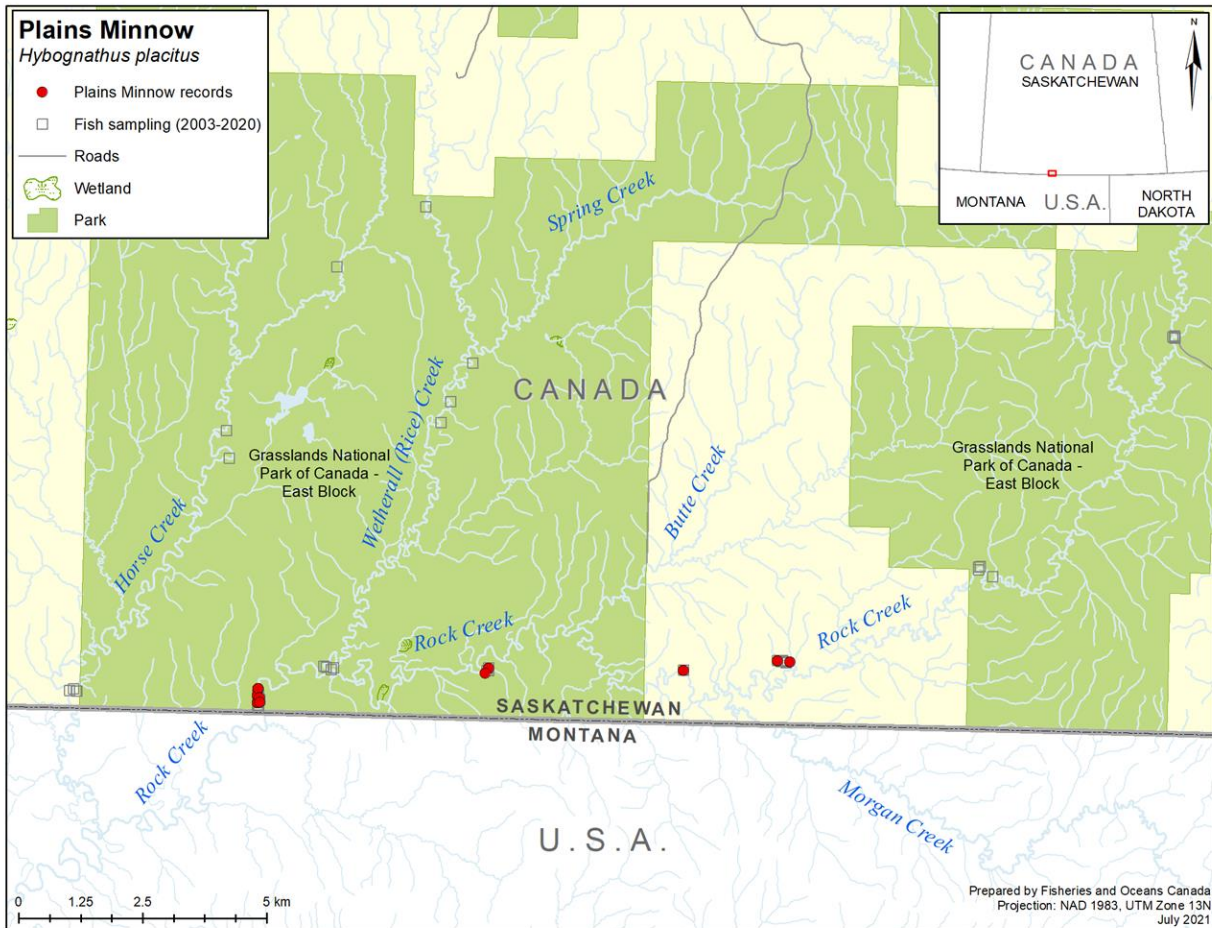 Plains Minnow
Hybognathus placitus
Plains Minnow records
Fish sampling (2003-2020)
Roads
Wetland
Park
N
CANADA
SASKATCHEWAN
MONTANA
U.S.A.
NORTH
DAKOTA
Spring Creek
CANADA
Wetherall (Rice) Creek
Grasslands National
Park of Canada -
East Block
Grasslands National
Park of Canada -
East Block
Butte Creek
Horse Creek
Rock Creek
Rock Creek
SASKATCHEWAN
MONTANA
Rock Creek
Morgan Creek
U.S.A.
0 1.25 2.5 5 km
Prepared by Fisheries and Oceans Canada
Projection: NAD 1983, UTM Zone 13N
July 2021